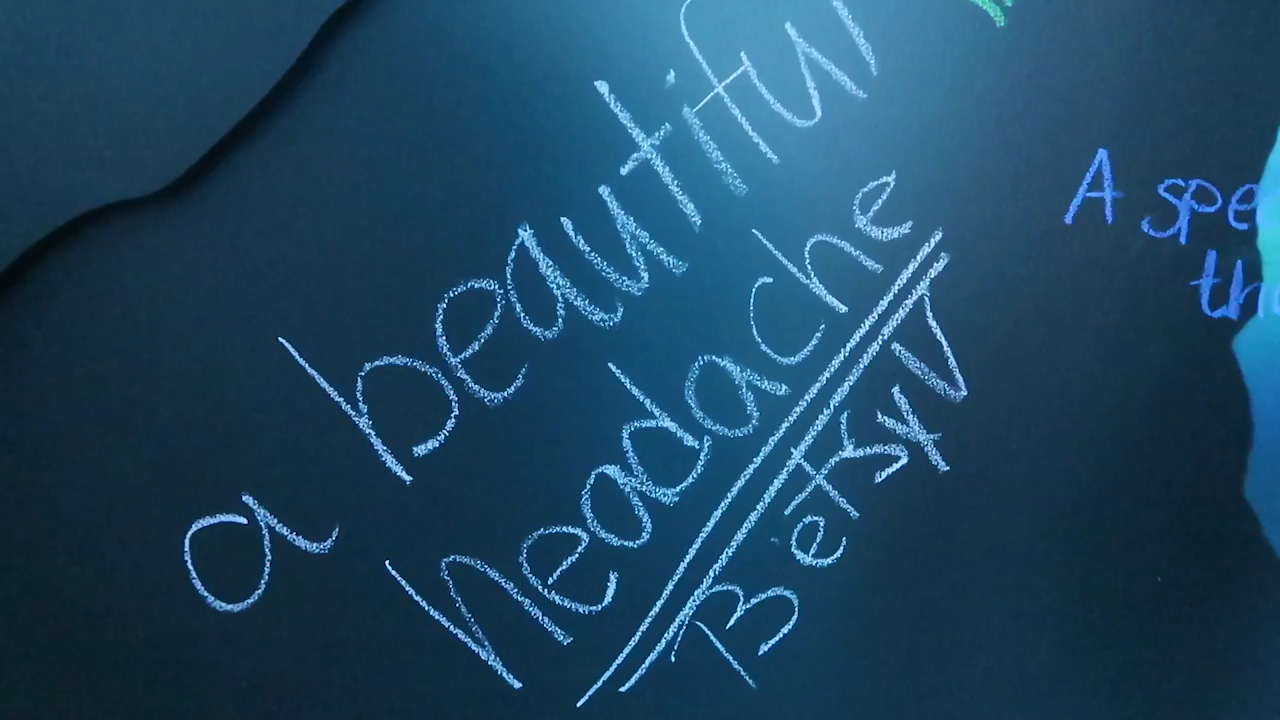 a beautiful
headache
Betsy V
A spe
th